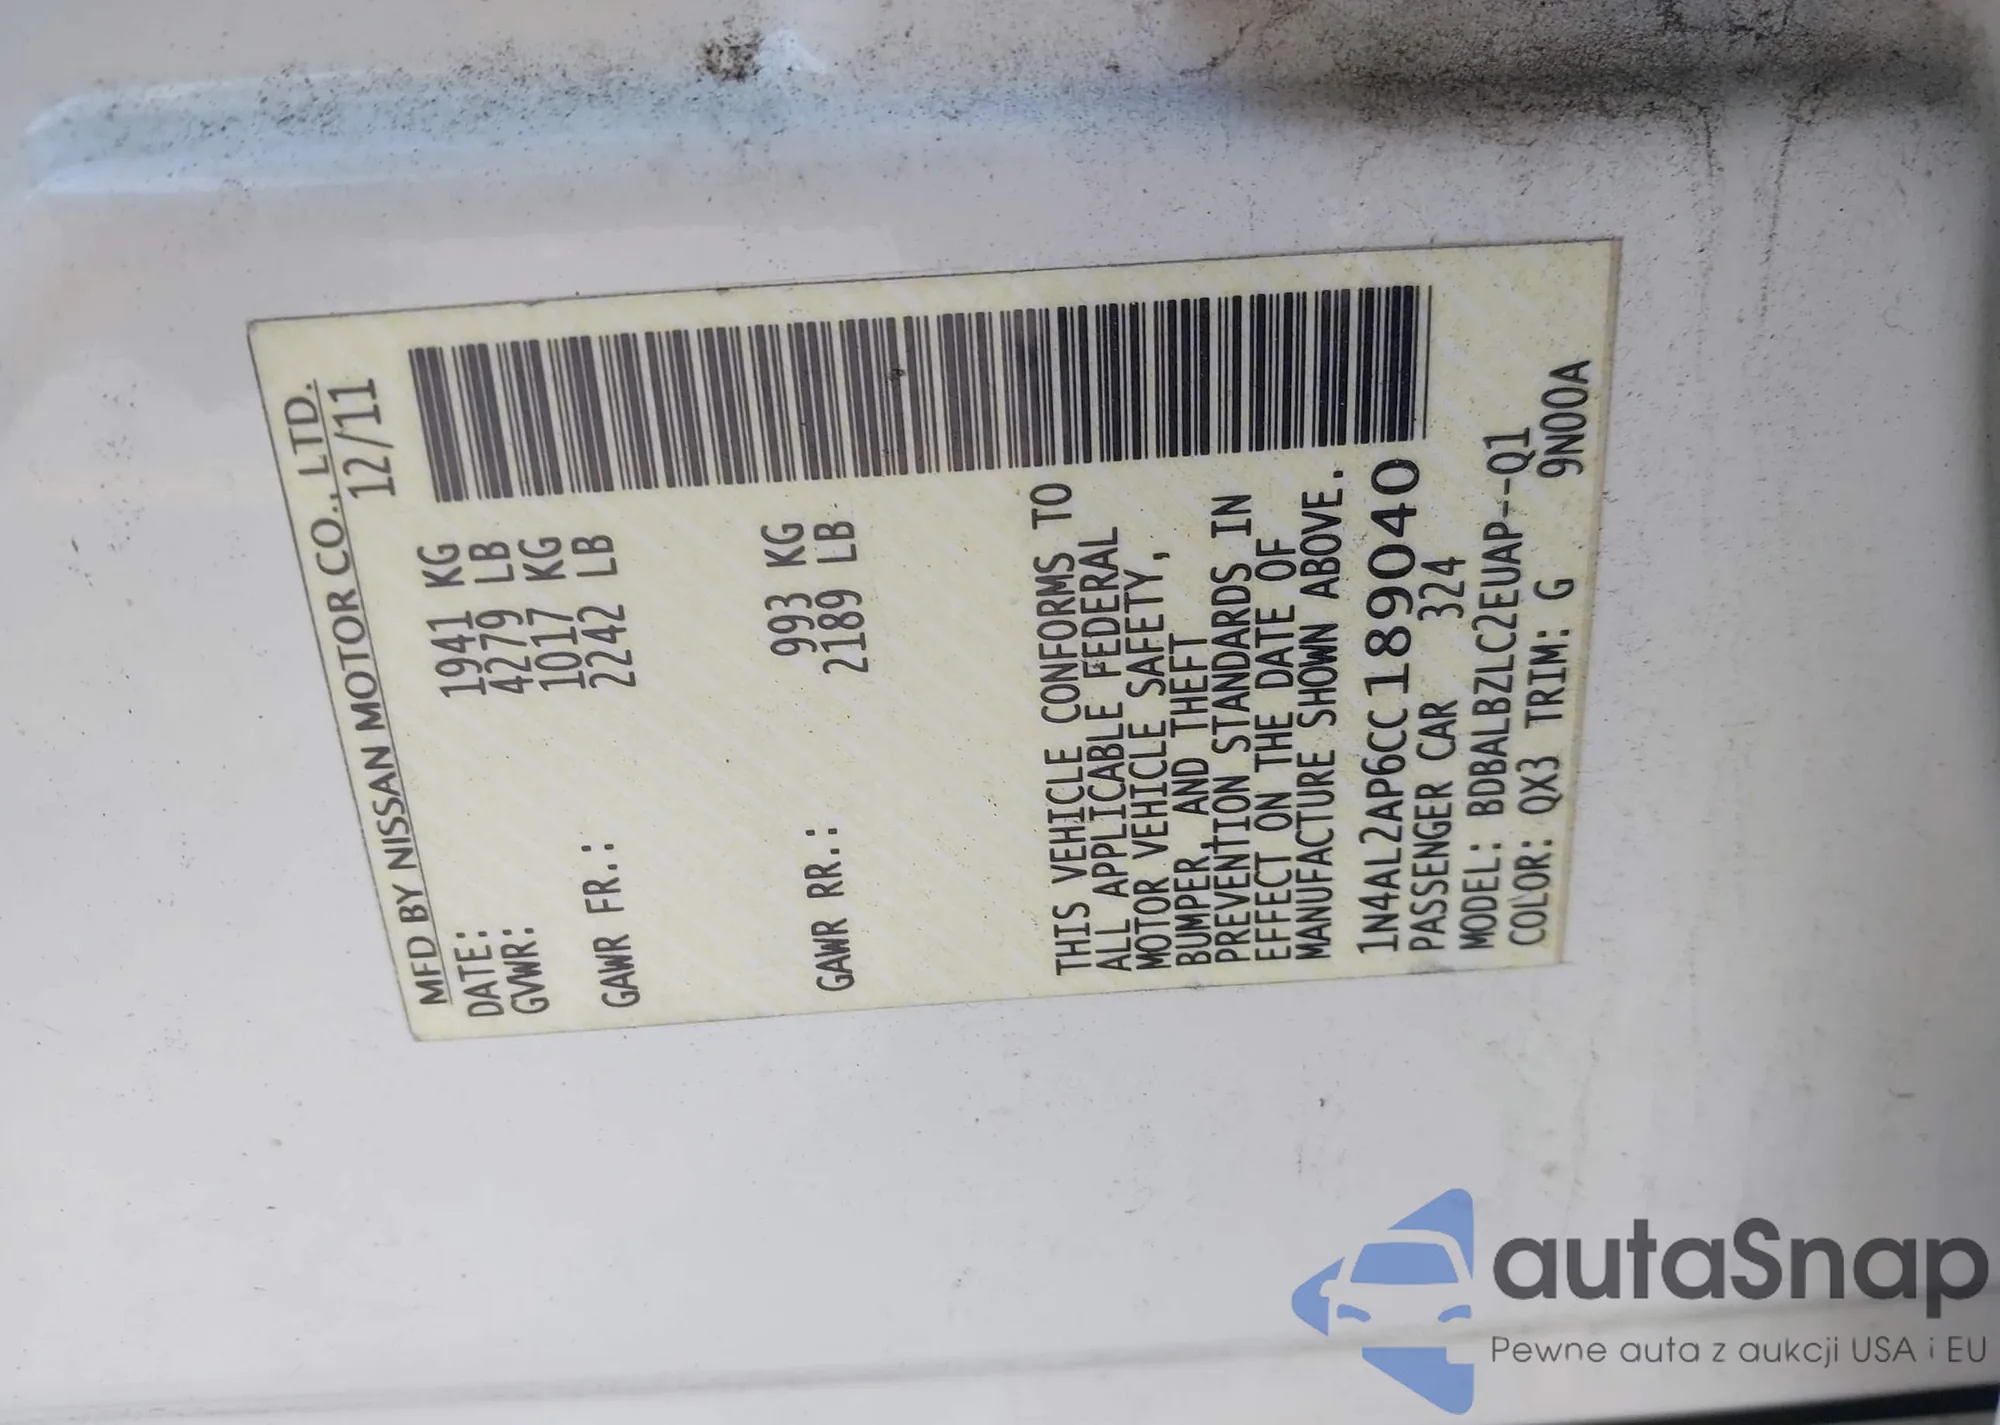 MFD BY NISSAN MOTOR CO., LTD.
DATE: 12/11
GVWR: 1941 KG
4279 LB
GAWR FR.: 1017 KG
2242 LB
GAWR RR.: 993 KG
2189 LB
THIS VEHICLE CONFORMS TO
ALL APPLICABLE FEDERAL
MOTOR VEHICLE SAFETY,
BUMPER, AND THEFT
PREVENTION STANDARDS IN
EFFECT ON THE DATE OF
MANUFACTURE SHOWN ABOVE.
1N4AL2AP6CC189040
PASSENGER CAR 324
MODEL: BDBALBZLC2EUAP--Q1
COLOR: QX3 TRIM: G 9N00A
autaSnap
Pewne auta z aukcji USA i EU